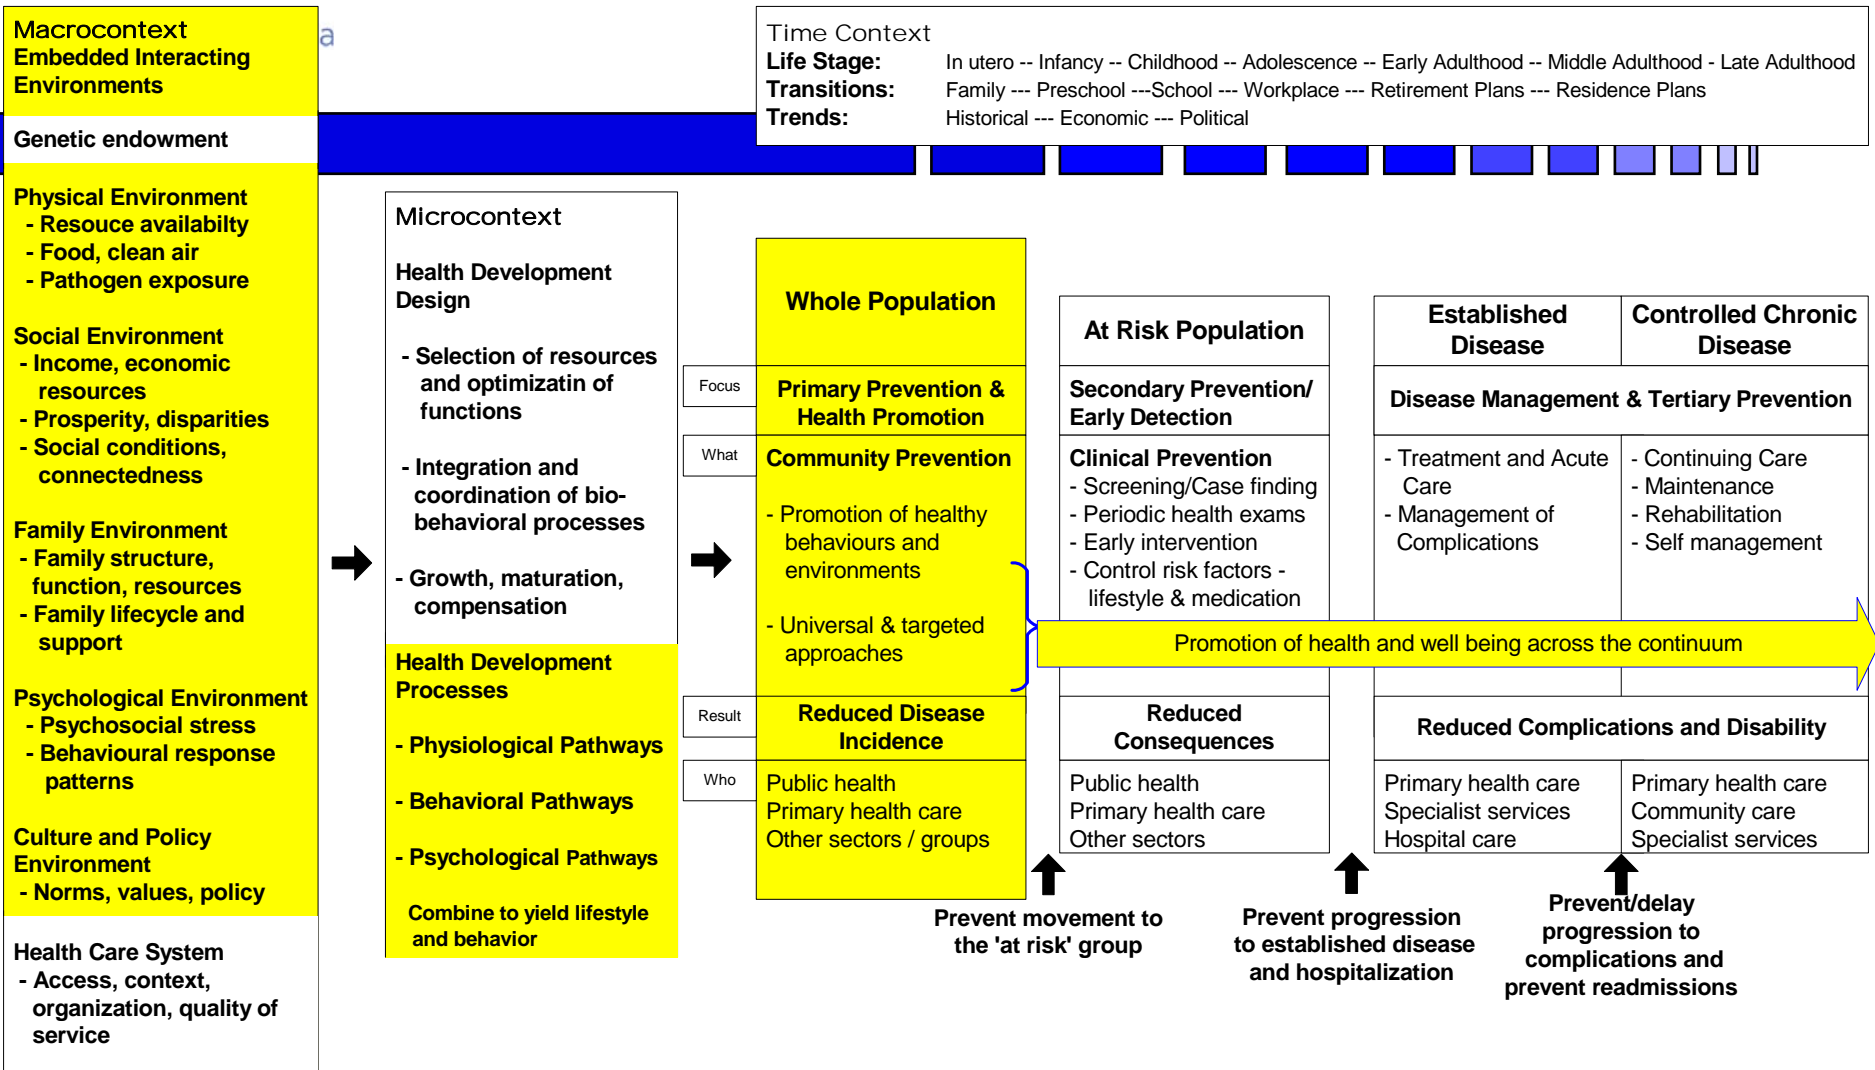 Macrocontext
Embedded Interacting
Environments
Genetic endowment
Physical Environment
- Resouce availabilty
- Food, clean air
- Pathogen exposure
Social Environment
- Income, economic
resources
- Prosperity, disparities
- Social conditions,
connectedness
Family Environment
- Family structure,
function, resources
- Family lifecycle and
support
Psychological Environment
- Psychosocial stress
- Behavioural response
patterns
Culture and Policy
Environment
- Norms, values, policy
Health Care System
- Access, context,
organization, quality of
service
a
Time Context
Life Stage: In utero -- Infancy -- Childhood -- Adolescence -- Early Adulthood -- Middle Adulthood - Late Adulthood
Transitions: Family --- Preschool ---School --- Workplace --- Retirement Plans --- Residence Plans
Trends: Historical --- Economic --- Political
Microcontext
Health Development
Design
- Selection of resources
and optimizatin of
functions
- Integration and
coordination of bio-
behavioral processes
- Growth, maturation,
compensation
Health Development
Processes
- Physiological Pathways
- Behavioral Pathways
- Psychological Pathways
Combine to yield lifestyle
and behavior
Focus
What
Result
Who
Whole Population
Primary Prevention &
Health Promotion
Community Prevention
- Promotion of healthy
behaviours and
environments
- Universal & targeted
approaches
Reduced Disease
Incidence
Public health
Primary health care
Other sectors / groups
At Risk Population
Secondary Prevention/
Early Detection
Clinical Prevention
- Screening/Case finding
- Periodic health exams
- Early intervention
- Control risk factors -
lifestyle & medication
Reduced
Consequences
Public health
Primary health care
Other sectors
Established
Disease
Controlled Chronic
Disease
Disease Management & Tertiary Prevention
- Treatment and Acute
Care
- Management of
Complications
- Continuing Care
- Maintenance
- Rehabilitation
- Self management
Promotion of health and well being across the continuum
Reduced Complications and Disability
Primary health care
Specialist services
Hospital care
Primary health care
Community care
Specialist services
Prevent movement to
the 'at risk' group
Prevent progression
to established disease
and hospitalization
Prevent/delay
progression to
complications and
prevent readmissions